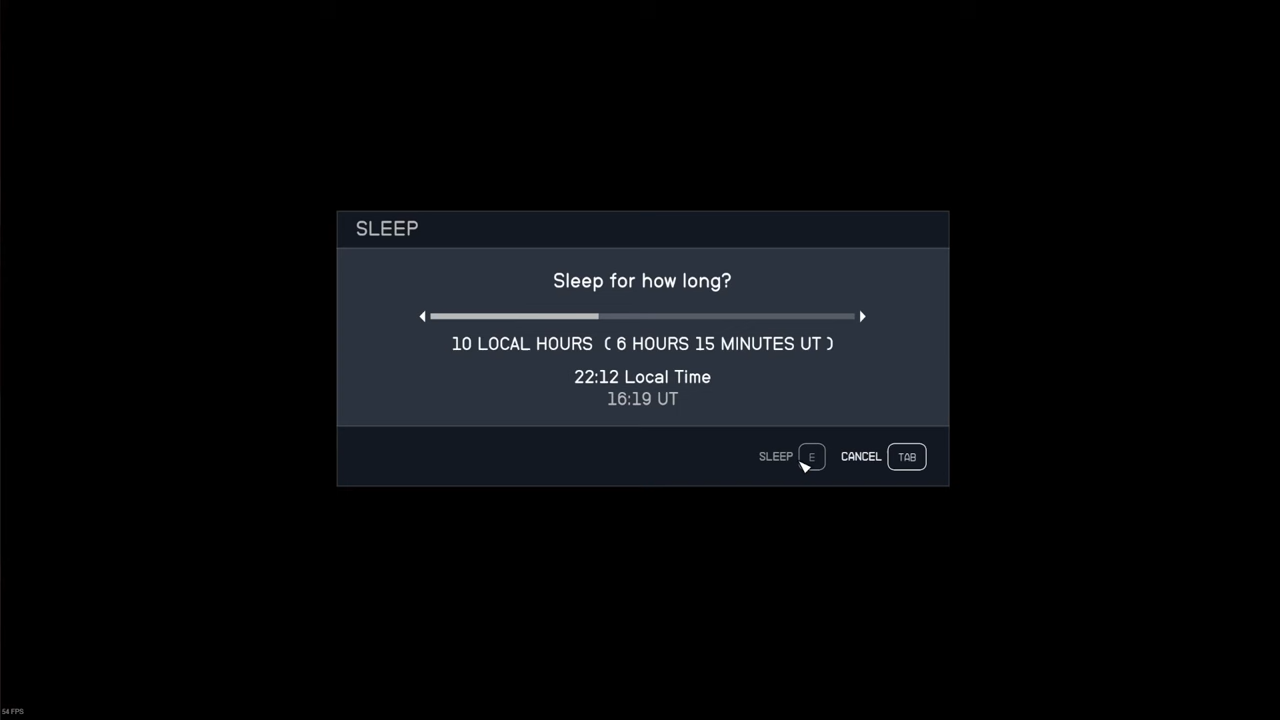 SLEEP
Sleep for how long?
10 LOCAL HOURS ( 6 HOURS 15 MINUTES UT )
22:12 Local Time
16:19 UT
SLEEP E CANCEL TAB
54 FPS